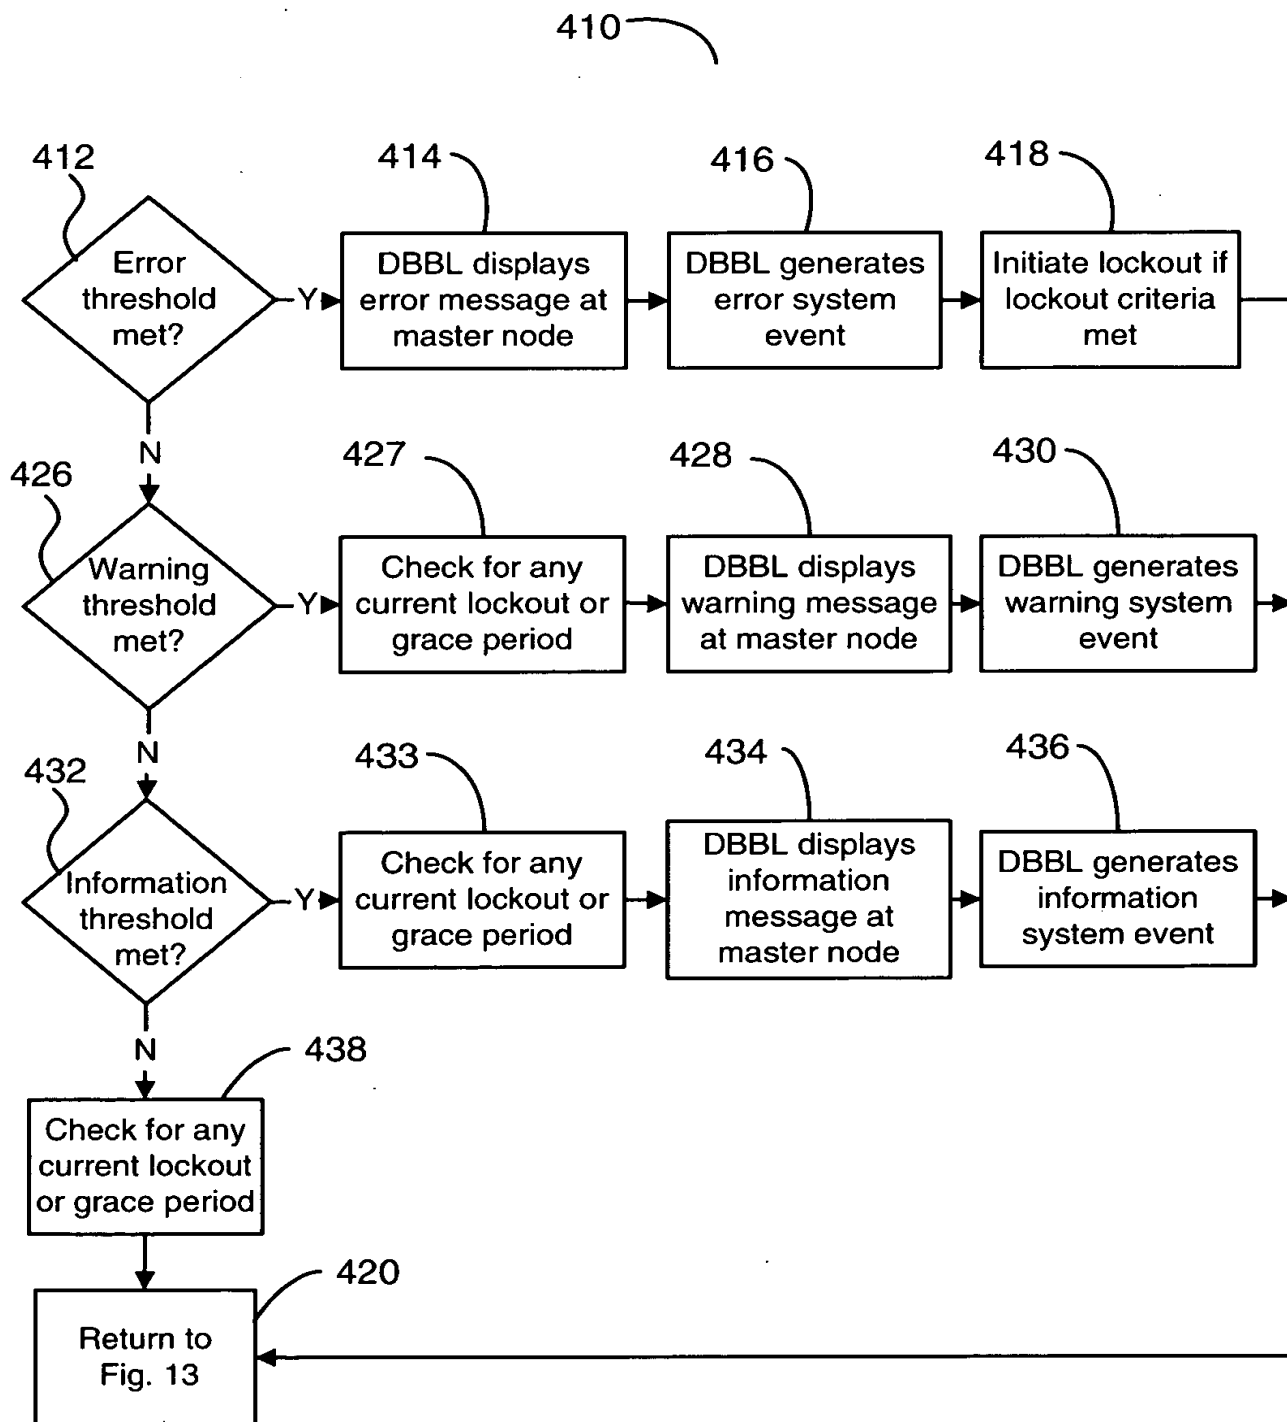 410
412
414
416
418
Error
threshold
met?
Y
DBBL displays
error message at
master node
DBBL generates
error system
event
Initiate lockout if
lockout criteria
met
N
426
427
428
430
Warning
threshold
met?
Y
Check for any
current lockout or
grace period
DBBL displays
warning message
at master node
DBBL generates
warning system
event
N
432
433
434
436
Information
threshold
met?
Y
Check for any
current lockout or
grace period
DBBL displays
information
message at
master node
DBBL generates
information
system event
N
438
Check for any
current lockout
or grace period
420
Return to
Fig. 13